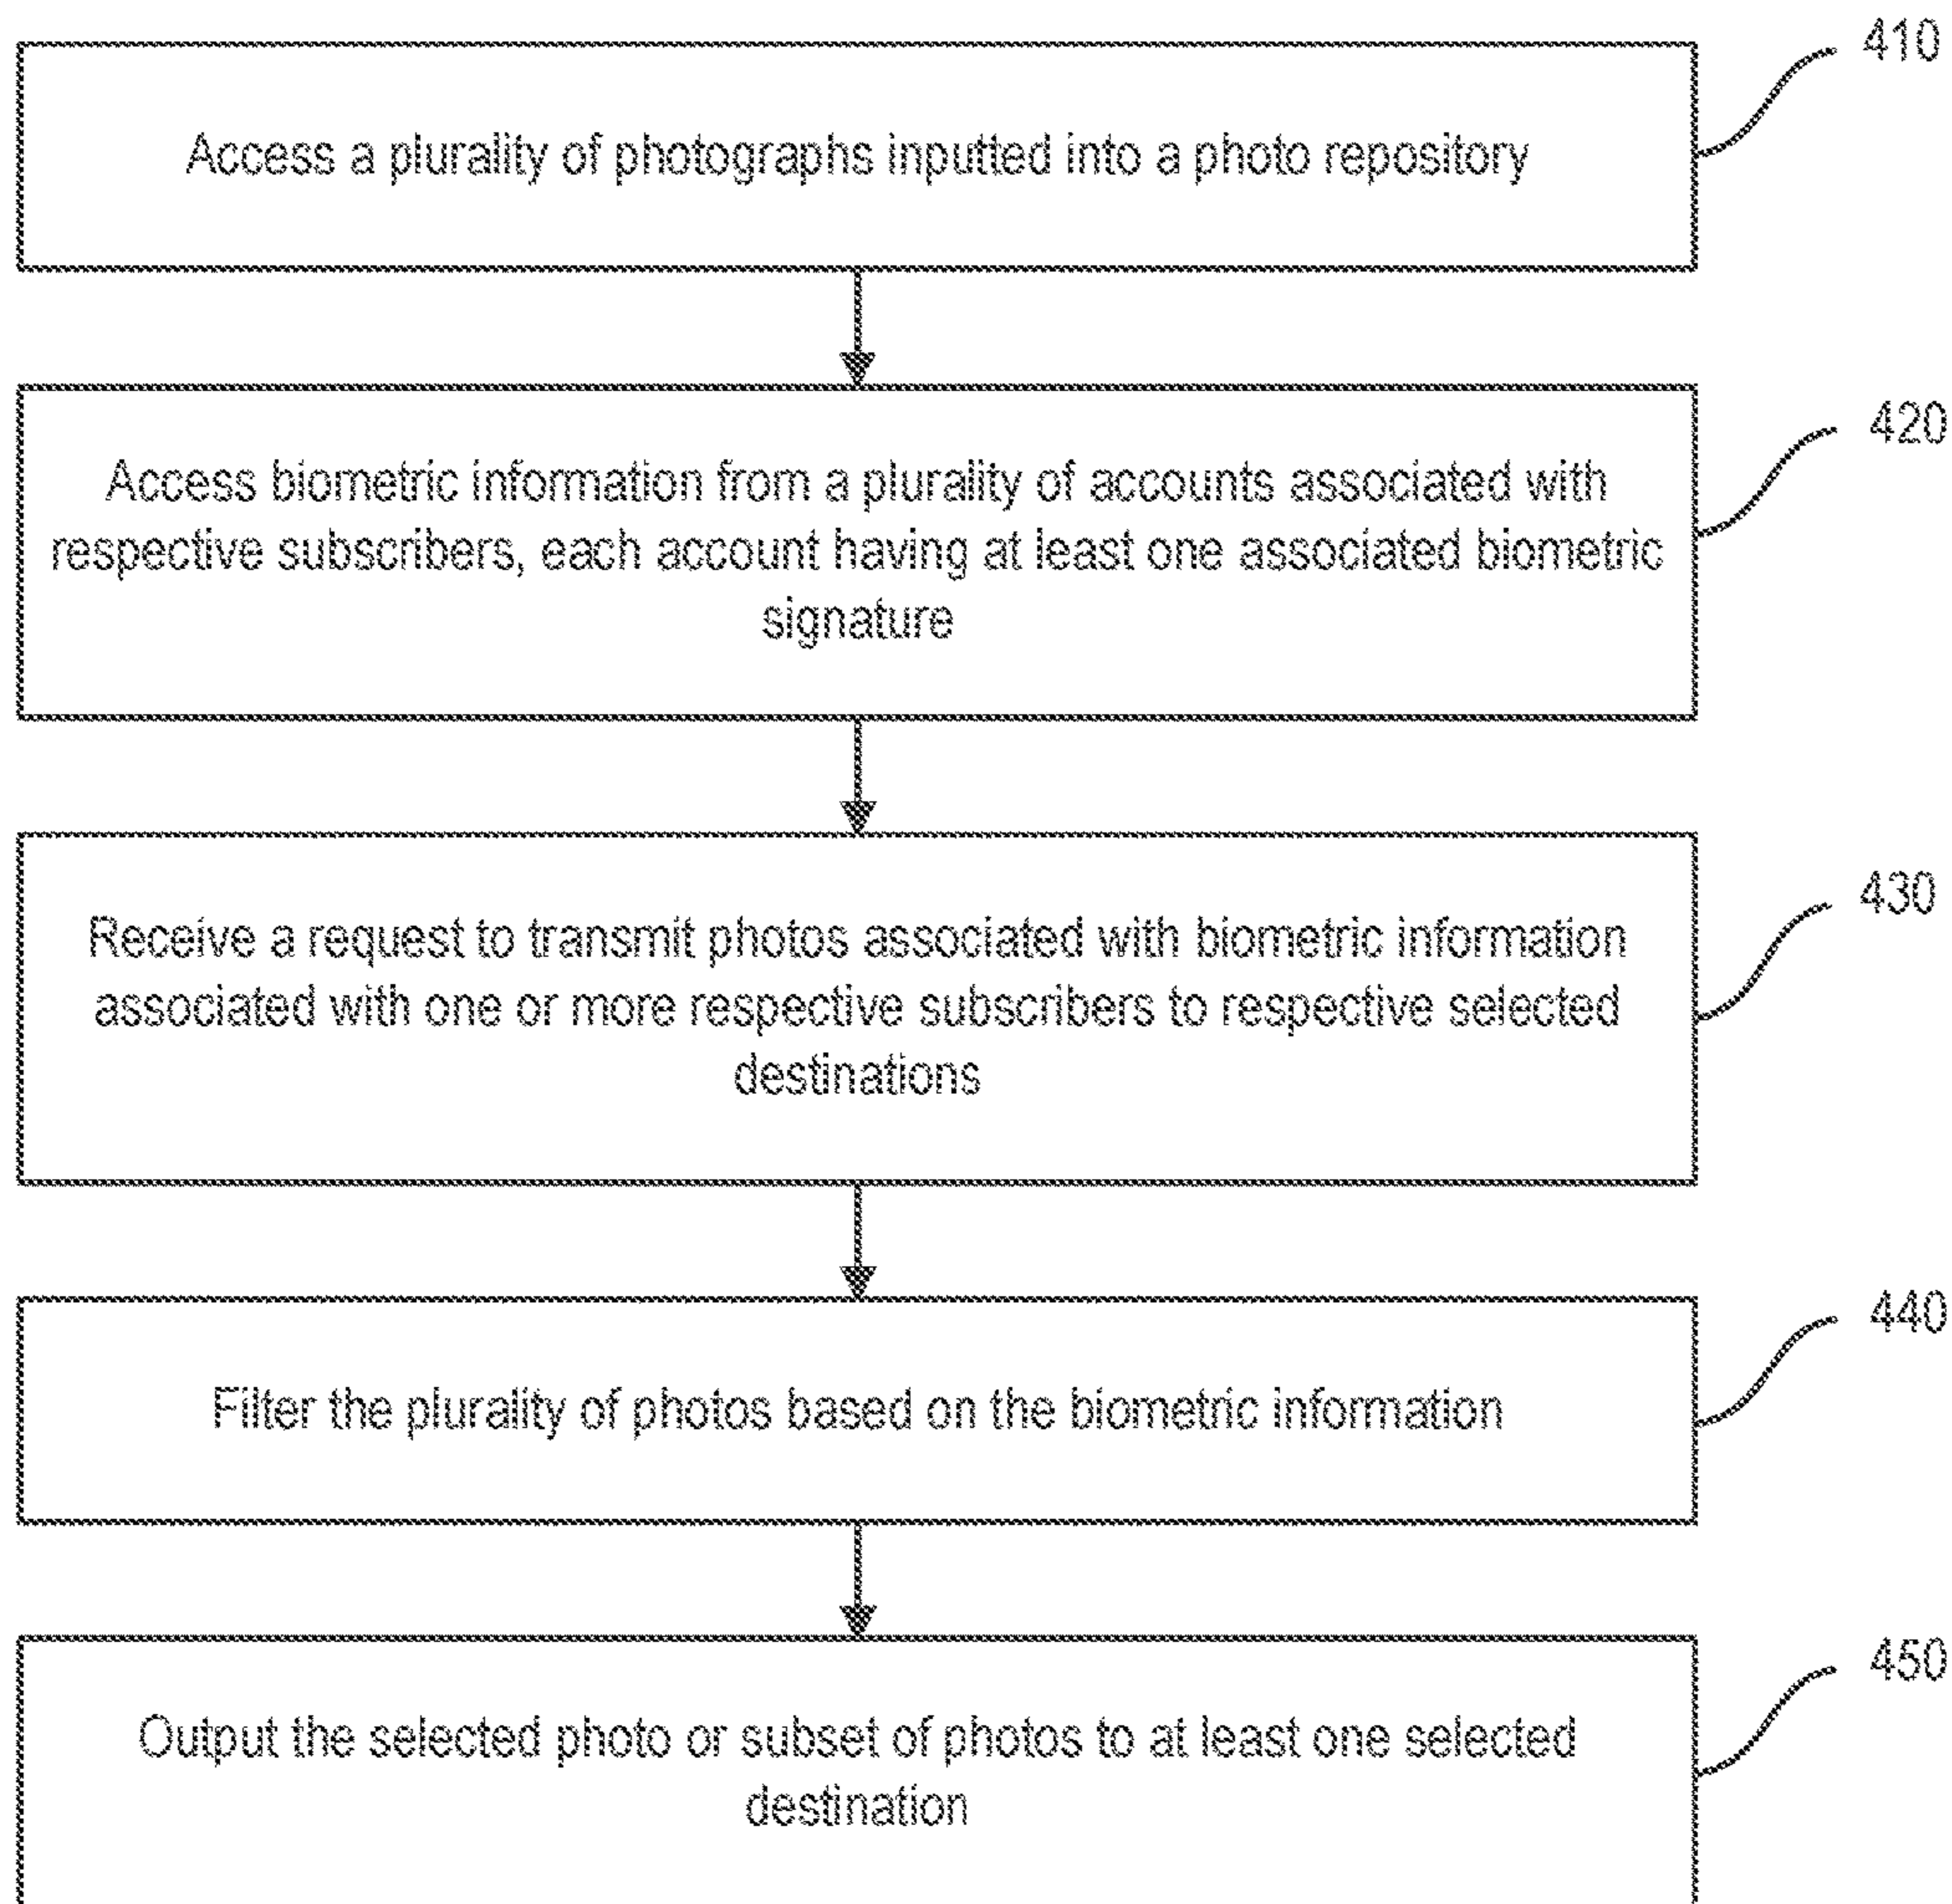 410
Access a plurality of photographs inputted into a photo repository
420
Access biometric information from a plurality of accounts associated with
respective subscribers, each account having at least one associated biometric
signature
430
Receive a request to transmit photos associated with biometric information
associated with one or more respective subscribers to respective selected
destinations
440
Filter the plurality of photos based on the biometric information
450
Output the selected photo or subset of photos to at least one selected
destination